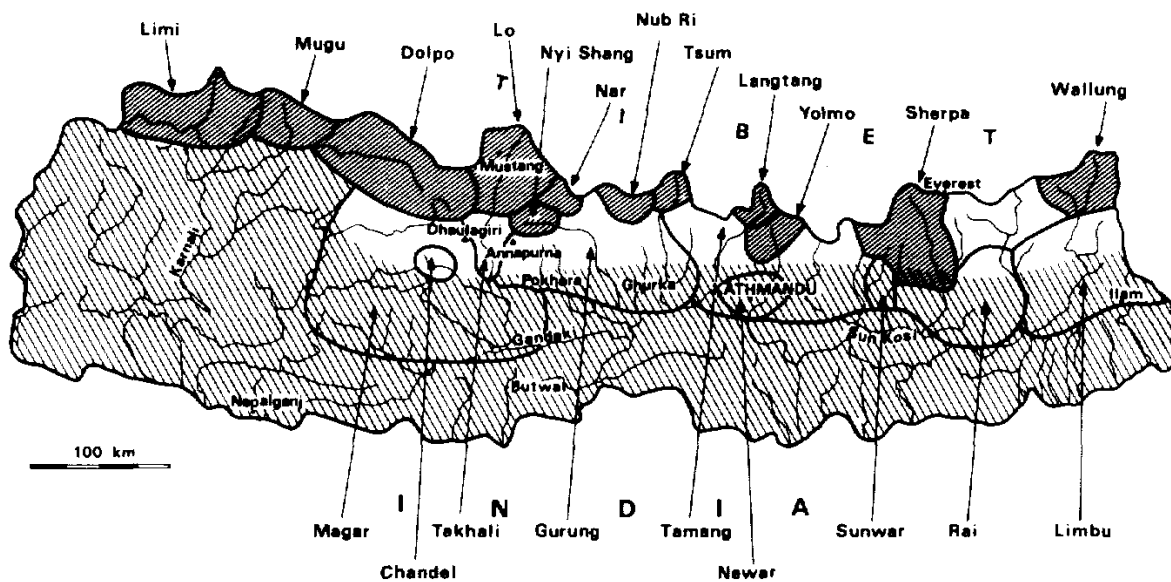 Limi
Mugu
Dolpo
Lo
Nyi Shang
Nub Ri
Nar
Tsum
Langtang
Yolmo
Sherpa
Wallung
T I B E T
Mustang
Everest
Dhaulagiri
Annapurna
Karnali
Pokhara
Ghurka
KATHMANDU
Ilam
Sun Kosi
Gandak
Butwal
Nepalganj
100 km
I N D I A
Magar
Chandel
Takhali
Gurung
Tamang
Newar
Sunwar
Rai
Limbu